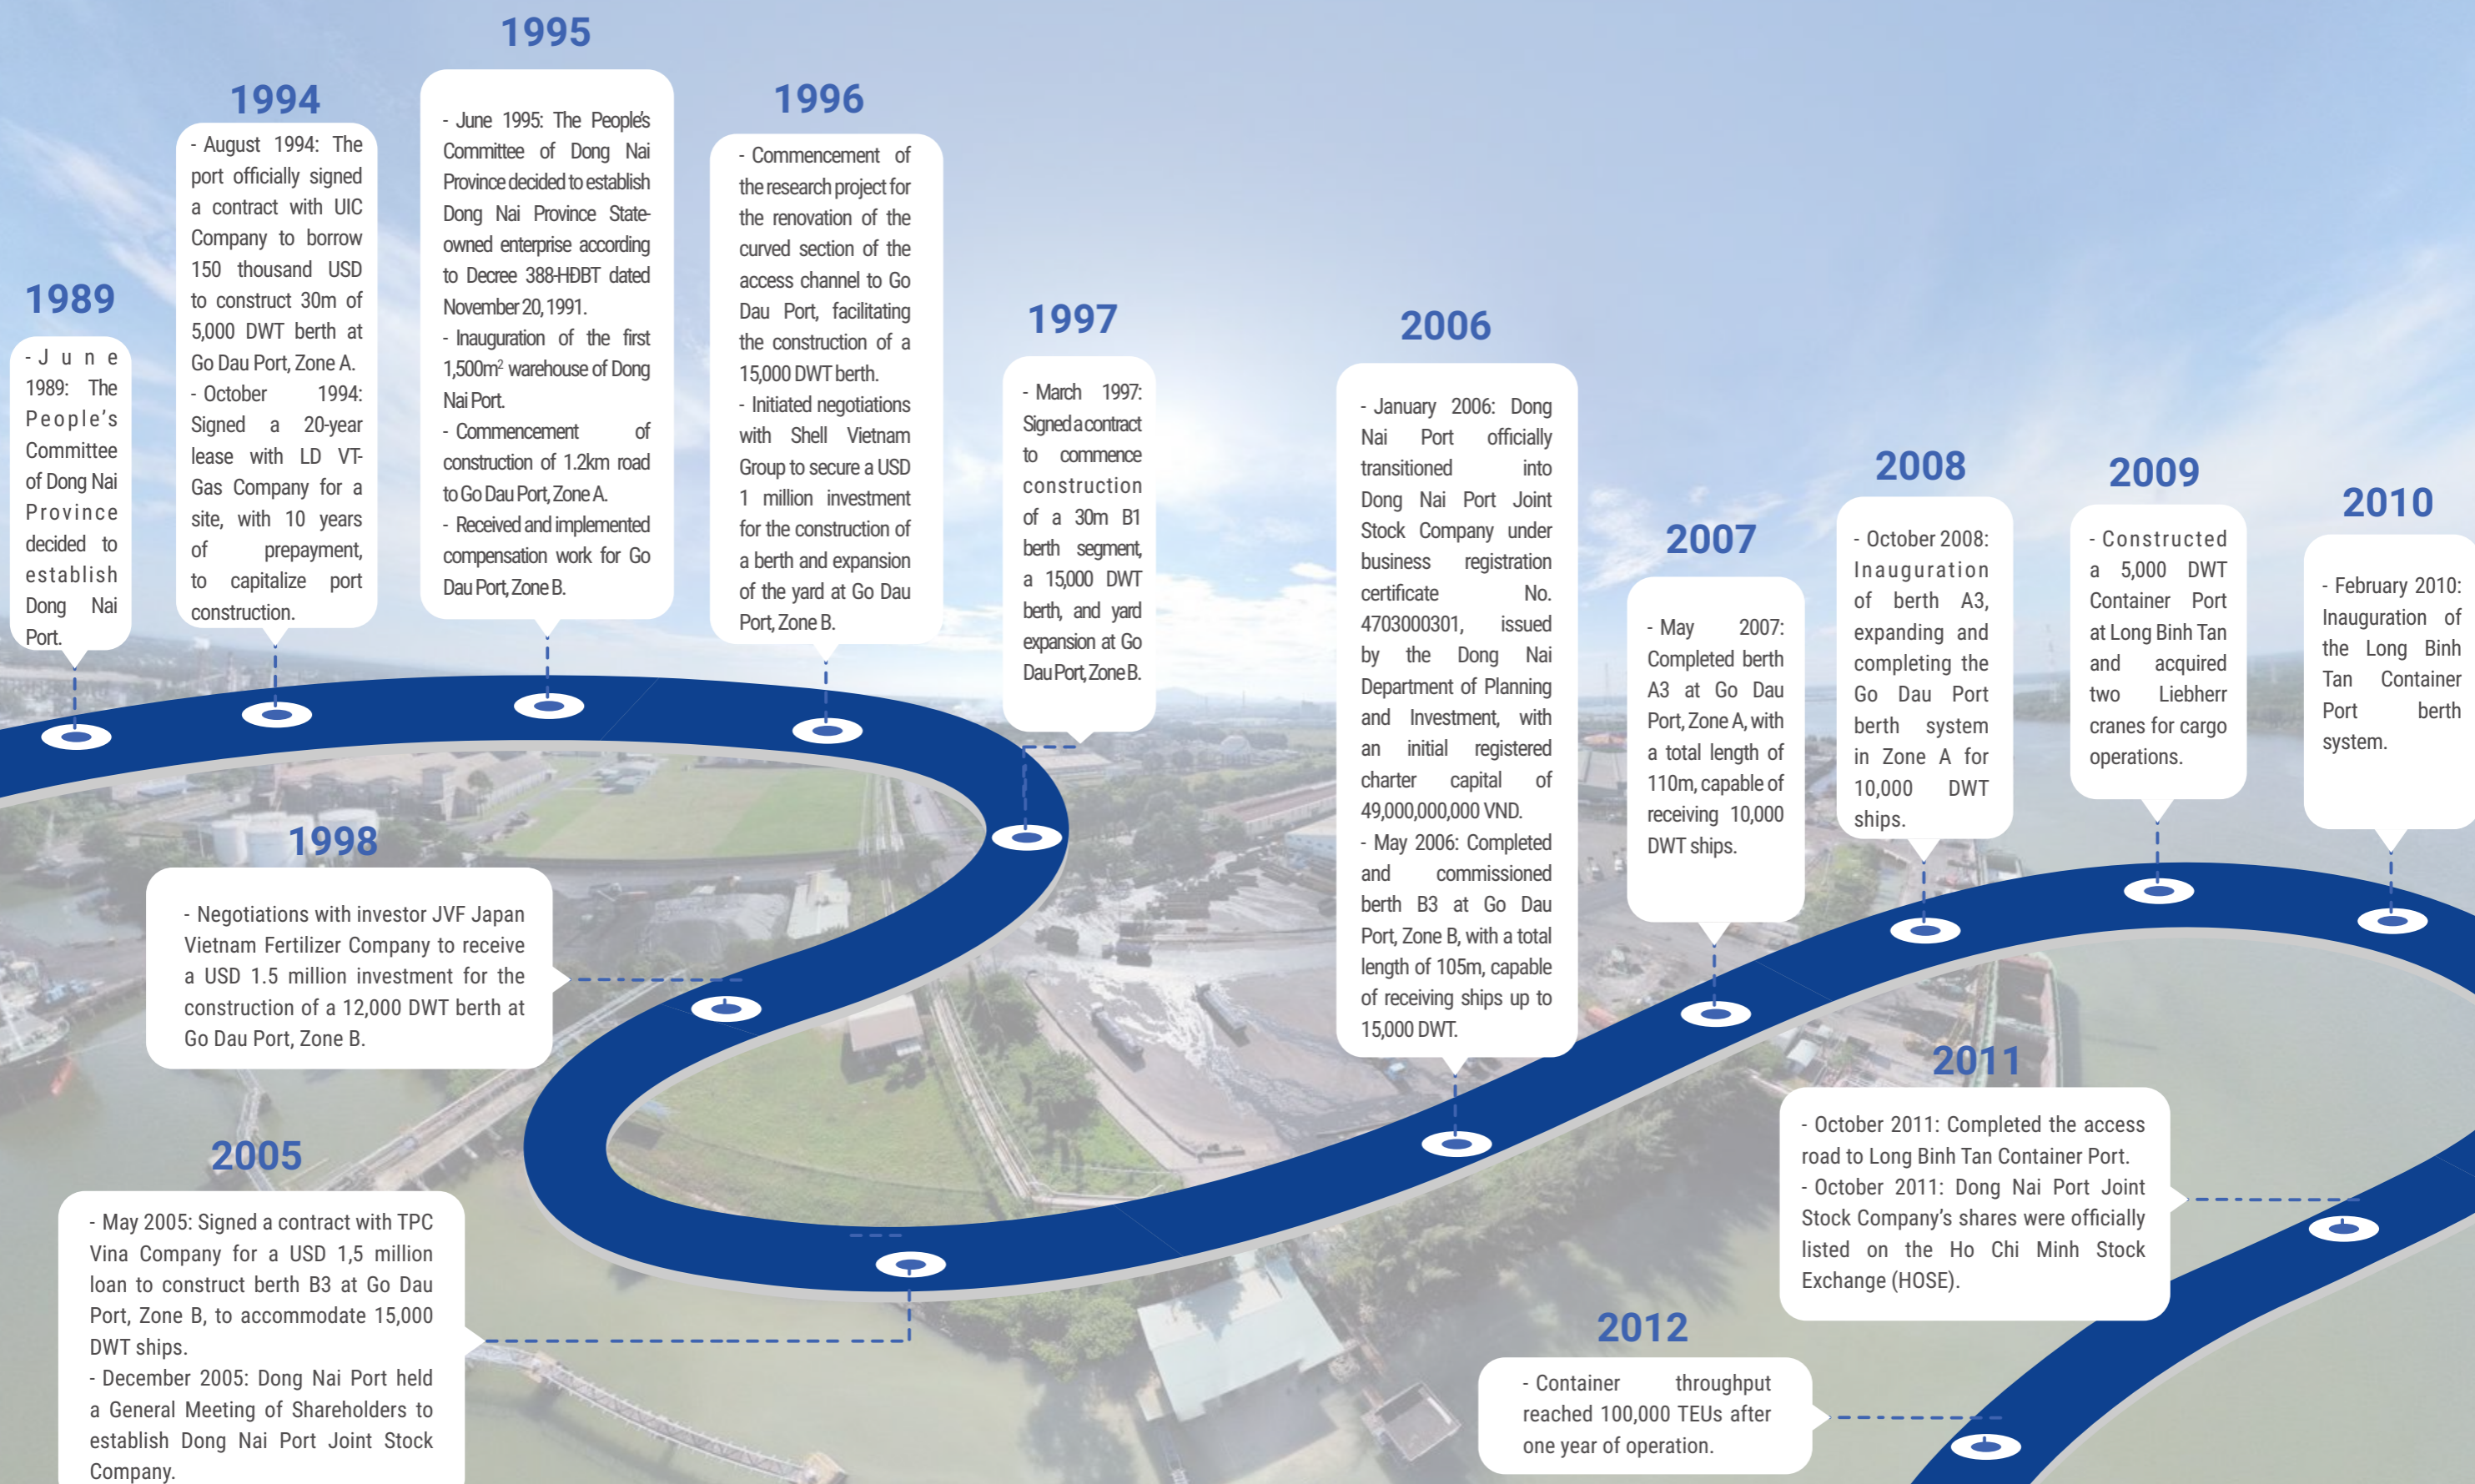 1989
- June
1989: The
People's
Committee
of Dong Nai
Province
decided to
establish
Dong Nai
Port.
1994
- August 1994: The
port officially signed
a contract with UIC
Company to borrow
150 thousand USD
to construct 30m of
5,000 DWT berth at
Go Dau Port, Zone A.
- October 1994:
Signed a 20-year
lease with LD VT-
Gas Company for a
site, with 10 years
of prepayment,
to capitalize port
construction.
1995
- June 1995: The People's
Committee of Dong Nai
Province decided to establish
Dong Nai Province State-
owned enterprise according
to Decree 388-HĐBT dated
November 20, 1991.
- Inauguration of the first
1,500m² warehouse of Dong
Nai Port.
- Commencement of
construction of 1.2km road
to Go Dau Port, Zone A.
- Received and implemented
compensation work for Go
Dau Port, Zone B.
1996
- Commencement of
the research project for
the renovation of the
curved section of the
access channel to Go
Dau Port, facilitating
the construction of a
15,000 DWT berth.
- Initiated negotiations
with Shell Vietnam
Group to secure a USD
1 million investment
for the construction of
a berth and expansion
of the yard at Go Dau
Port, Zone B.
1997
- March 1997:
Signed a contract
to commence
construction
of a 30m B1
berth segment,
a 15,000 DWT
berth, and yard
expansion at Go
Dau Port, Zone B.
1998
- Negotiations with investor JVF Japan
Vietnam Fertilizer Company to receive
a USD 1.5 million investment for the
construction of a 12,000 DWT berth at
Go Dau Port, Zone B.
2005
- May 2005: Signed a contract with TPC
Vina Company for a USD 1,5 million
loan to construct berth B3 at Go Dau
Port, Zone B, to accommodate 15,000
DWT ships.
- December 2005: Dong Nai Port held
a General Meeting of Shareholders to
establish Dong Nai Port Joint Stock
Company.
2006
- January 2006: Dong
Nai Port officially
transitioned into
Dong Nai Port Joint
Stock Company under
business registration
certificate No.
4703000301, issued
by the Dong Nai
Department of Planning
and Investment, with
an initial registered
charter capital of
49,000,000,000 VND.
- May 2006: Completed
and commissioned
berth B3 at Go Dau
Port, Zone B, with a total
length of 105m, capable
of receiving ships up to
15,000 DWT.
2007
- May 2007:
Completed berth
A3 at Go Dau
Port, Zone A, with
a total length of
110m, capable of
receiving 10,000
DWT ships.
2008
- October 2008:
Inauguration
of berth A3,
expanding and
completing the
Go Dau Port
berth system
in Zone A for
10,000 DWT
ships.
2009
- Constructed
a 5,000 DWT
Container Port
at Long Binh Tan
and acquired
two Liebherr
cranes for cargo
operations.
2010
- February 2010:
Inauguration of
the Long Binh
Tan Container
Port berth
system.
2011
- October 2011: Completed the access
road to Long Binh Tan Container Port.
- October 2011: Dong Nai Port Joint
Stock Company's shares were officially
listed on the Ho Chi Minh Stock
Exchange (HOSE).
2012
- Container throughput
reached 100,000 TEUs after
one year of operation.